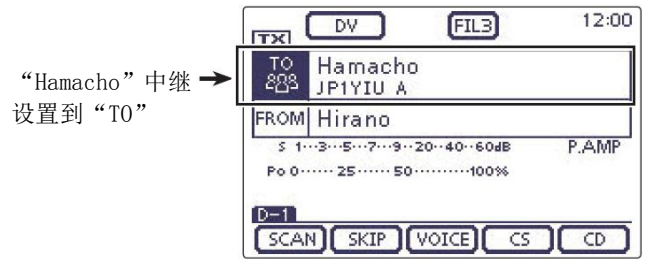 DV FIL3 12:00
TX
TO Hamacho
JP1YIU A
“Hamacho”中继
设置到“TO”
FROM Hirano
S 1··3··5··7··9··20··40··60dB P.AMP
Po 0······25······50··········100%
D-1
SCAN SKIP VOICE CS CD